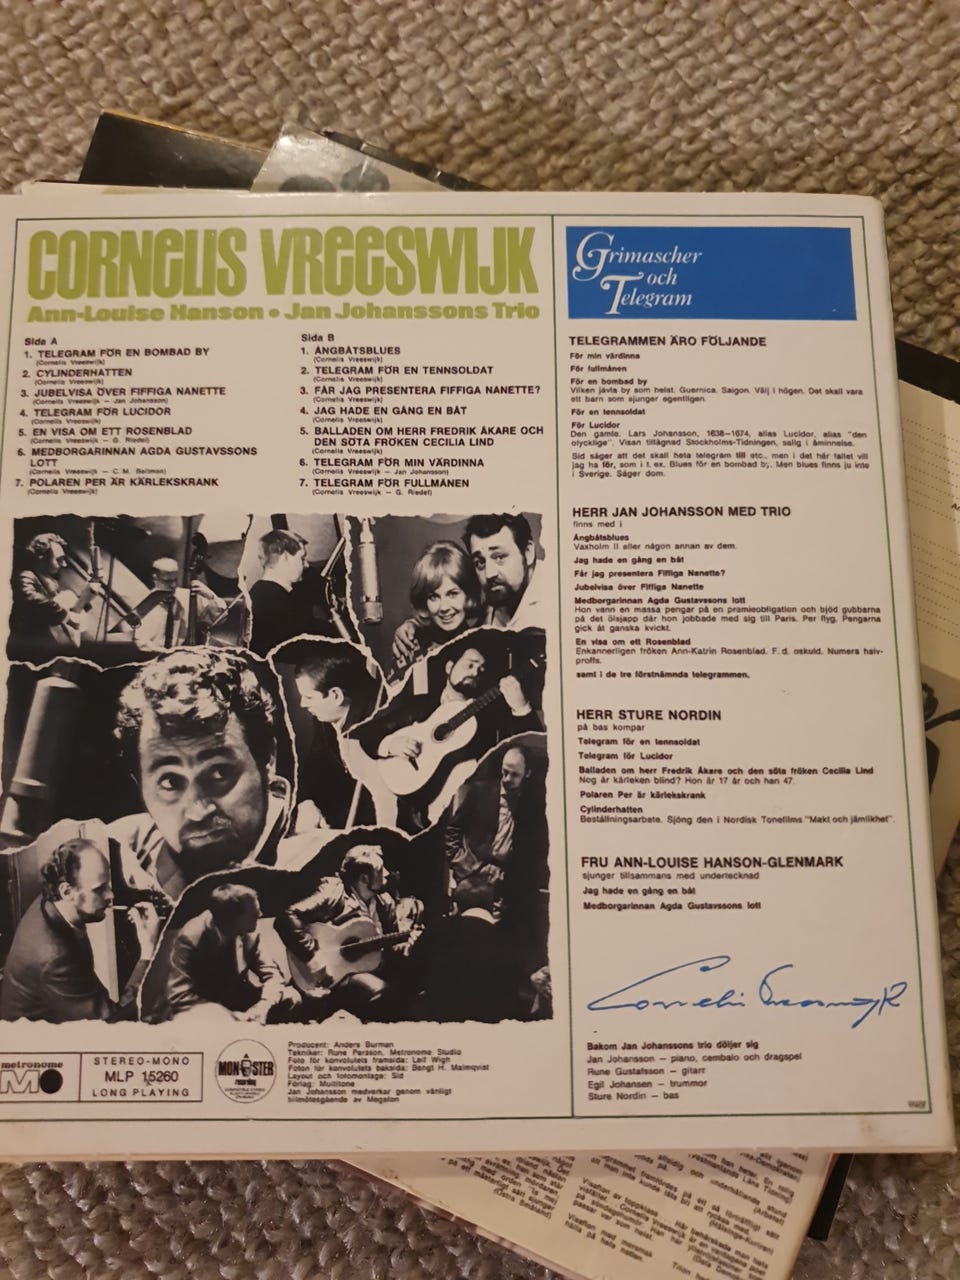 CORNELIS VREESWIJK
Ann-Louise Hanson • Jan Johanssons Trio
Sida A
1. TELEGRAM FÖR EN BOMBAD BY
(Cornelis Vreeswijk)
2. CYLINDERHATTEN
(Cornelis Vreeswijk)
3. JUBELVISA ÖVER FIFFIGA NANETTE
(Cornelis Vreeswijk – Jan Johansson)
4. TELEGRAM FÖR LUCIDOR
(Cornelis Vreeswijk)
5. EN VISA OM ETT ROSENBLAD
(Cornelis Vreeswijk – G. Riedel)
6. MEDBORGARINNAN AGDA GUSTAVSSONS
LOTT
(Cornelis Vreeswijk – C. M. Bellman)
7. POLAREN PER ÄR KÄRLEKSKRANK
(Cornelis Vreeswijk)
Sida B
1. ÅNGBÅTSBLUES
(Cornelis Vreeswijk)
2. TELEGRAM FÖR EN TENNSOLDAT
(Cornelis Vreeswijk)
3. FÅR JAG PRESENTERA FIFFIGA NANETTE?
(Cornelis Vreeswijk)
4. JAG HADE EN GÅNG EN BÅT
(Cornelis Vreeswijk)
5. BALLADEN OM HERR FREDRIK ÅKARE OCH
DEN SÖTA FRÖKEN CECILIA LIND
(Cornelis Vreeswijk)
6. TELEGRAM FÖR MIN VÄRDINNA
(Cornelis Vreeswijk – Jan Johansson)
7. TELEGRAM FÖR FULLMÅNEN
(Cornelis Vreeswijk – G. Riedel)
Grimascher
och
Telegram
TELEGRAMMEN ÄRO FÖLJANDE
För min värdinna
För fullmånen
För en bombad by
Vilken jävla by som helst. Guernica. Saigon. Välj i högen. Det skall vara
ett barn som sjunger egentligen.
För en tennsoldat
För Lucidor
Den gamle. Lars Johansson, 1638–1674, alias Lucidor, alias "den
olycklige". Visan tillägnad Stockholms-Tidningen, salig i åminnelse.
Sid säger att det skall heta telegram till etc., men i det här fallet vill
jag ha för, som i t. ex. Blues för en bombad by. Men blues finns ju inte
i Sverige. Säger dom.
HERR JAN JOHANSSON MED TRIO
finns med i
Ångbåtsblues
Vaxholm II eller någon annan av dem.
Jag hade en gång en båt
Får jag presentera Fiffiga Nanette?
Jubelvisa över Fiffiga Nanette
Medborgarinnan Agda Gustavssons lott
Hon vann en massa pengar på en premieobligation och bjöd gubbarna
på det ölsjapp där hon jobbade med sig till Paris. Per flyg. Pengarna
gick åt ganska kvickt.
En visa om ett Rosenblad
Enkannerligen fröken Ann-Katrin Rosenblad. F. d. oskuld. Numera halv-
proffs.
samt i de tre förstnämnda telegrammen.
HERR STURE NORDIN
på bas kompar
Telegram för en tennsoldat
Telegram för Lucidor
Balladen om herr Fredrik Åkare och den söta fröken Cecilia Lind
Nog är kärleken blind? Hon är 17 år och han 47.
Polaren Per är kärlekskrank
Cylinderhatten
Beställningsarbete. Sjöng den i Nordisk Tonefilms "Makt och jämlikhet".
FRU ANN-LOUISE HANSON-GLENMARK
sjunger tillsammans med undertecknad
Jag hade en gång en båt
Medborgarinnan Agda Gustavssons lott
Cornelis Vreeswijk
Bakom Jan Johanssons trio döljer sig
Jan Johansson – piano, cembalo och dragspel
Rune Gustafsson – gitarr
Egil Johansen – trummor
Sture Nordin – bas
metronome
STEREO-MONO
MLP 15260
LONG PLAYING
MONSTER
recording
Producent: Anders Burman
Tekniker: Rune Persson, Metronome Studio
Foto för konvolutets framsida: Leif Wigh
Foton för konvolutets baksida: Bengt H. Malmqvist
Layout och fotomontage: Sid
Förlag: Multitone
Jan Johansson medverkar genom vänligt
tillmötesgående av Megafon